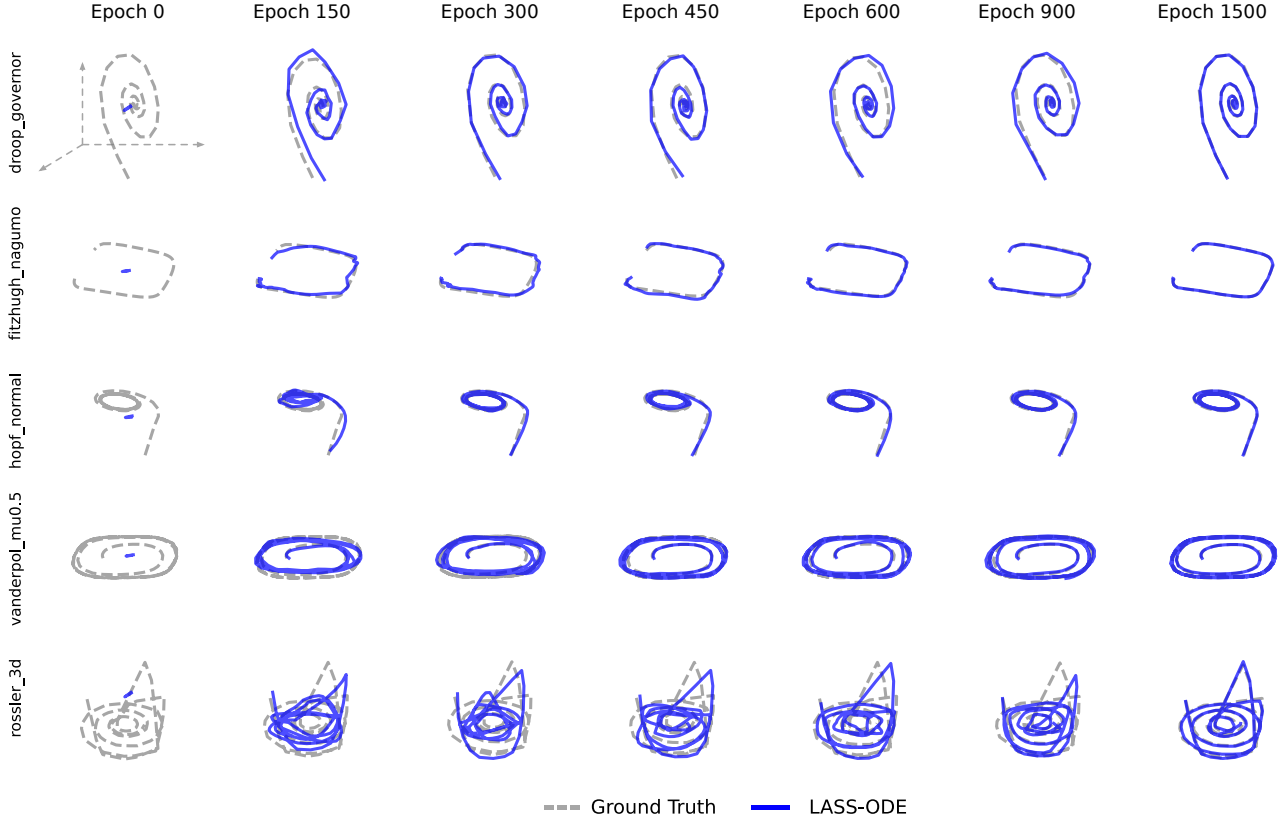 Epoch 0 Epoch 150 Epoch 300 Epoch 450 Epoch 600 Epoch 900 Epoch 1500
droop_governor
fitzhugh_nagumo
hopf_normal
vanderpol_mu0.5
rossler_3d
Ground Truth LASS-ODE